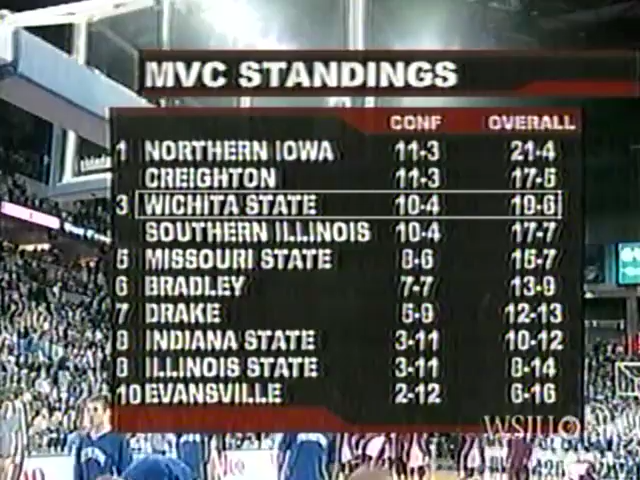 MVC STANDINGS
CONF OVERALL
1 NORTHERN IOWA 11-3 21-4
CREIGHTON 11-3 17-5
3 WICHITA STATE 10-4 19-6
SOUTHERN ILLINOIS 10-4 17-7
5 MISSOURI STATE 8-6 15-7
6 BRADLEY 7-7 13-9
7 DRAKE 5-9 12-13
8 INDIANA STATE 3-11 10-12
8 ILLINOIS STATE 3-11 8-14
10 EVANSVILLE 2-12 6-16